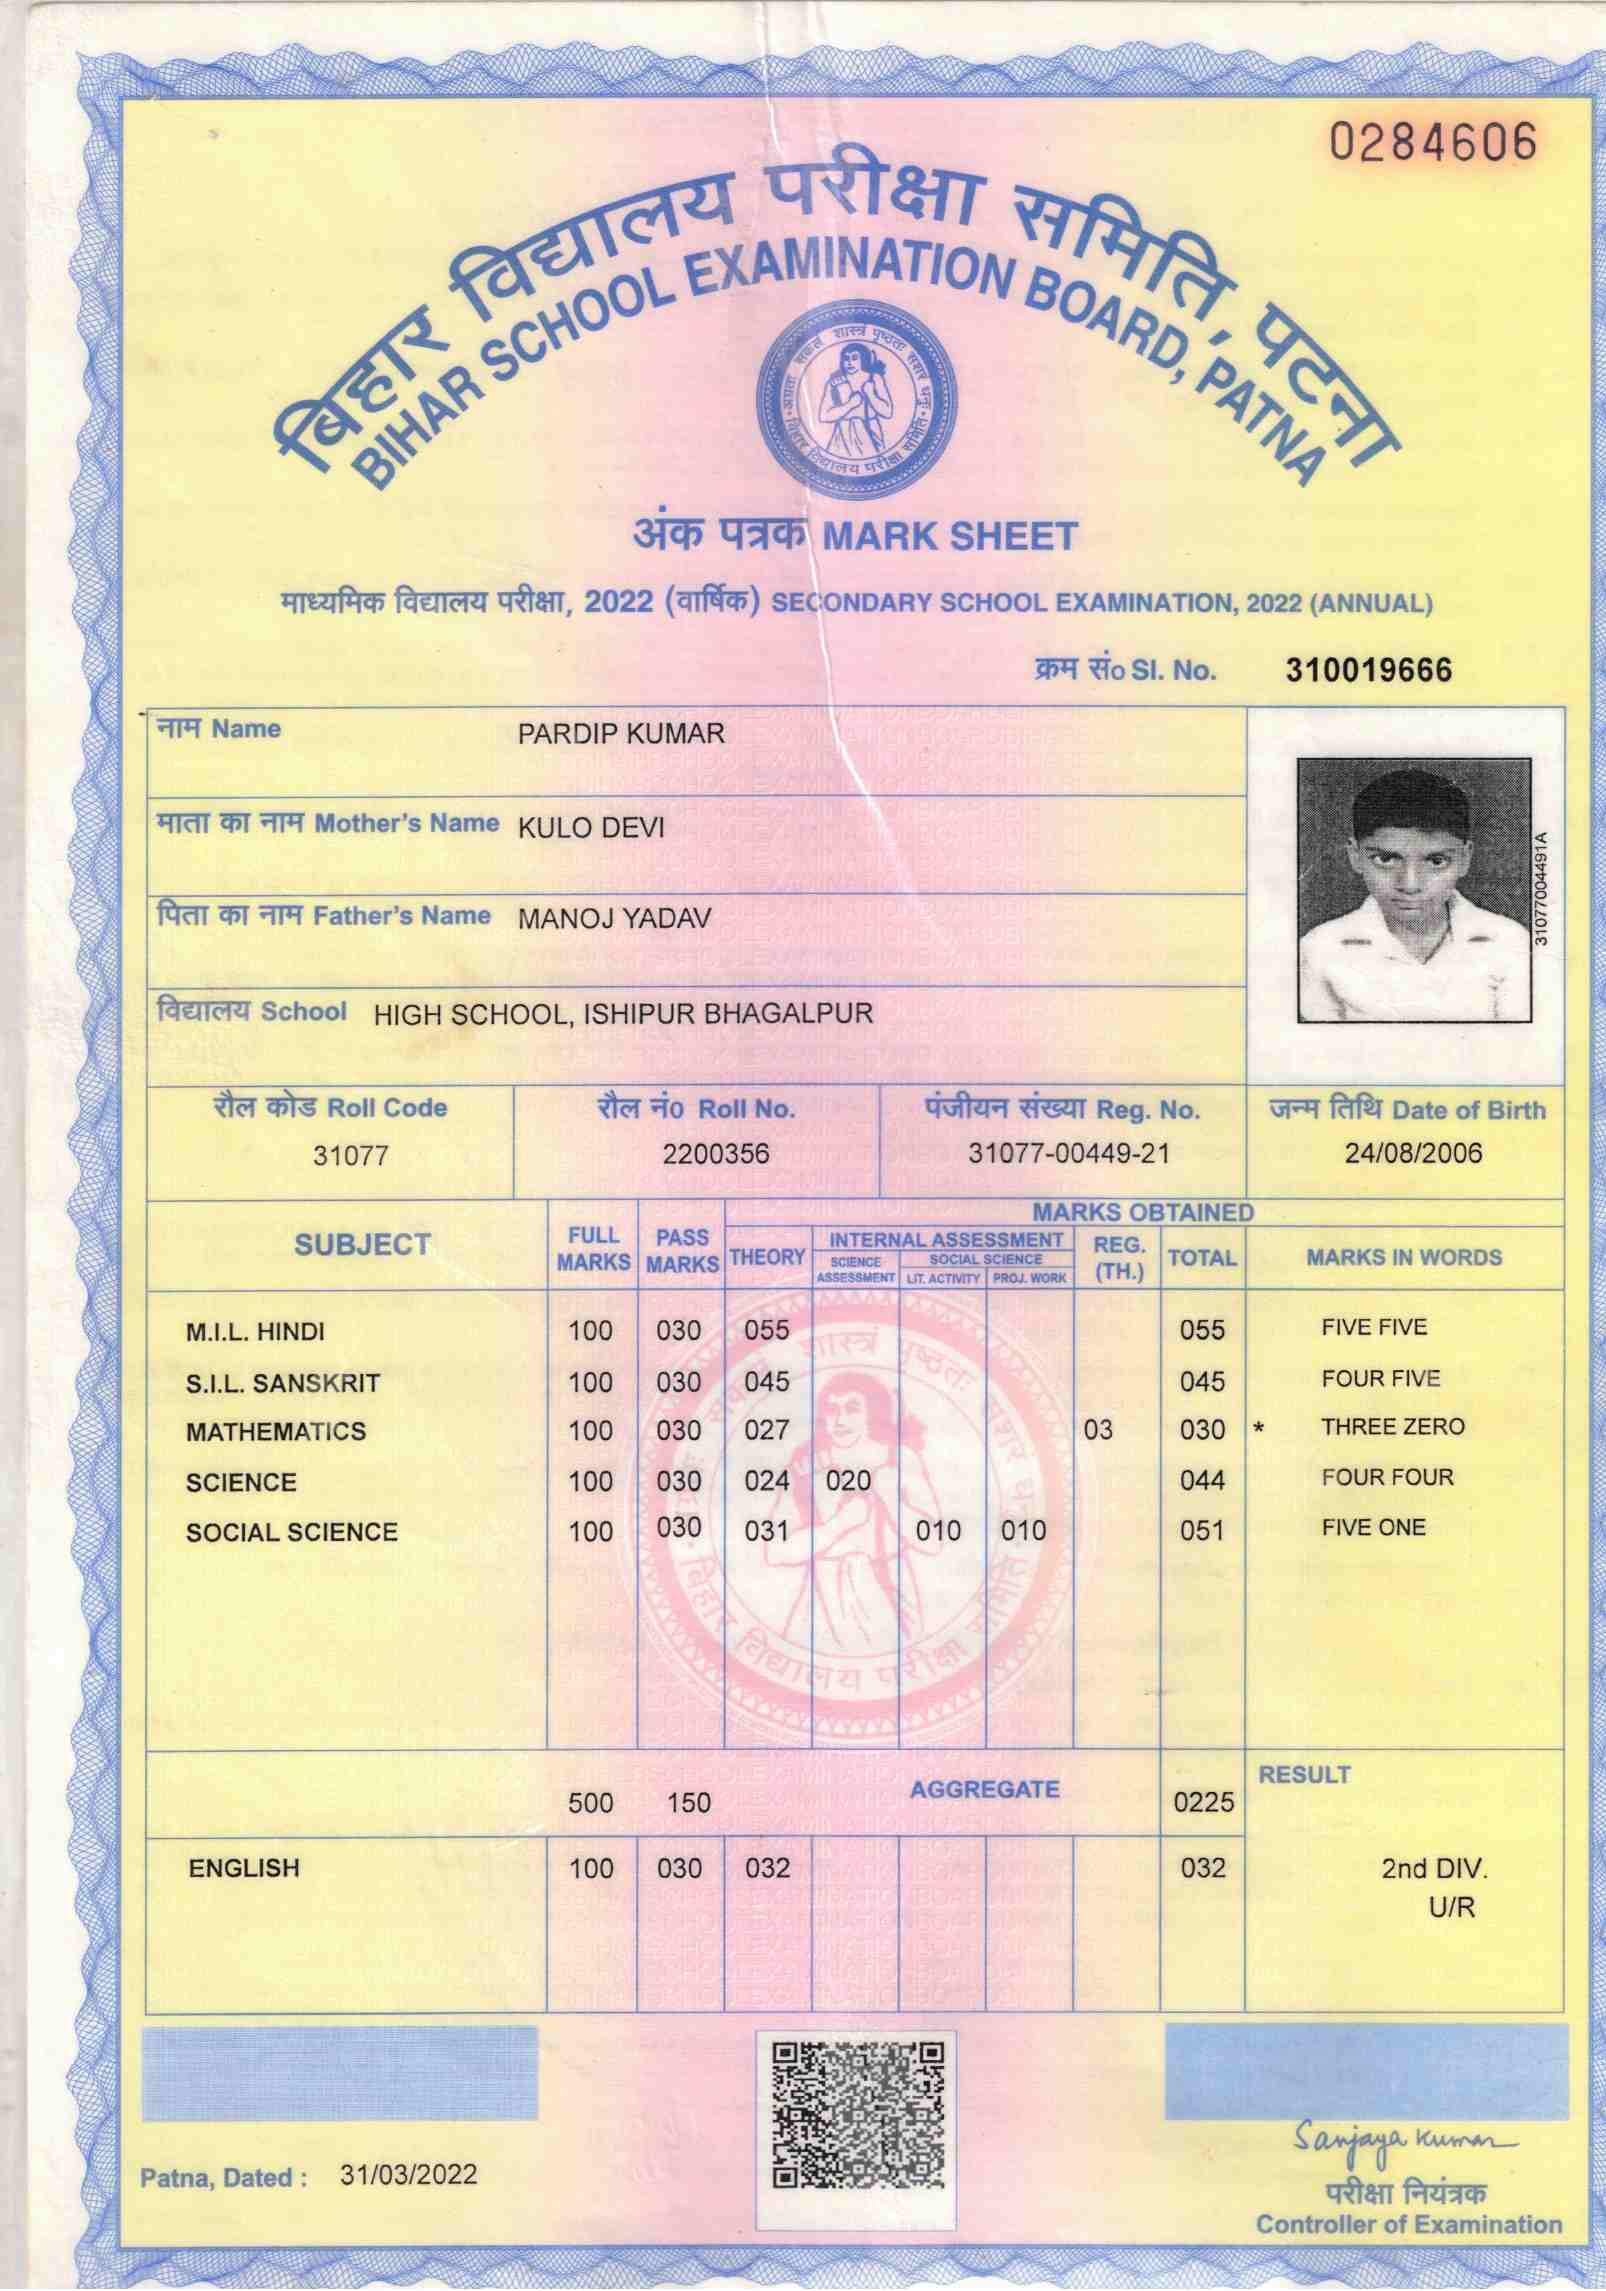 0284606
बिहार विद्यालय परीक्षा समिति, पटना
BIHAR SCHOOL EXAMINATION BOARD, PATNA
अंक पत्रक MARK SHEET
माध्यमिक विद्यालय परीक्षा, 2022 (वार्षिक) SECONDARY SCHOOL EXAMINATION, 2022 (ANNUAL)
क्रम सं० Sl. No. 310019666
नाम Name PARDIP KUMAR
माता का नाम Mother's Name KULO DEVI
पिता का नाम Father's Name MANOJ YADAV
विद्यालय School HIGH SCHOOL, ISHIPUR BHAGALPUR
31077004491A
रौल कोड Roll Code रौल नं० Roll No. पंजीयन संख्या Reg. No. जन्म तिथि Date of Birth
31077 2200356 31077-00449-21 24/08/2006
MARKS OBTAINED
SUBJECT FULL MARKS PASS MARKS THEORY INTERNAL ASSESSMENT REG. (TH.) TOTAL MARKS IN WORDS
SCIENCE ASSESSMENT SOCIAL SCIENCE
LIT. ACTIVITY PROJ. WORK
M.I.L. HINDI 100 030 055 055 FIVE FIVE
S.I.L. SANSKRIT 100 030 045 045 FOUR FIVE
MATHEMATICS 100 030 027 03 030 * THREE ZERO
SCIENCE 100 030 024 020 044 FOUR FOUR
SOCIAL SCIENCE 100 030 031 010 010 051 FIVE ONE
500 150 AGGREGATE 0225 RESULT
ENGLISH 100 030 032 032 2nd DIV.
U/R
Sanjaya Kumar
Patna, Dated : 31/03/2022
परीक्षा नियंत्रक
Controller of Examination